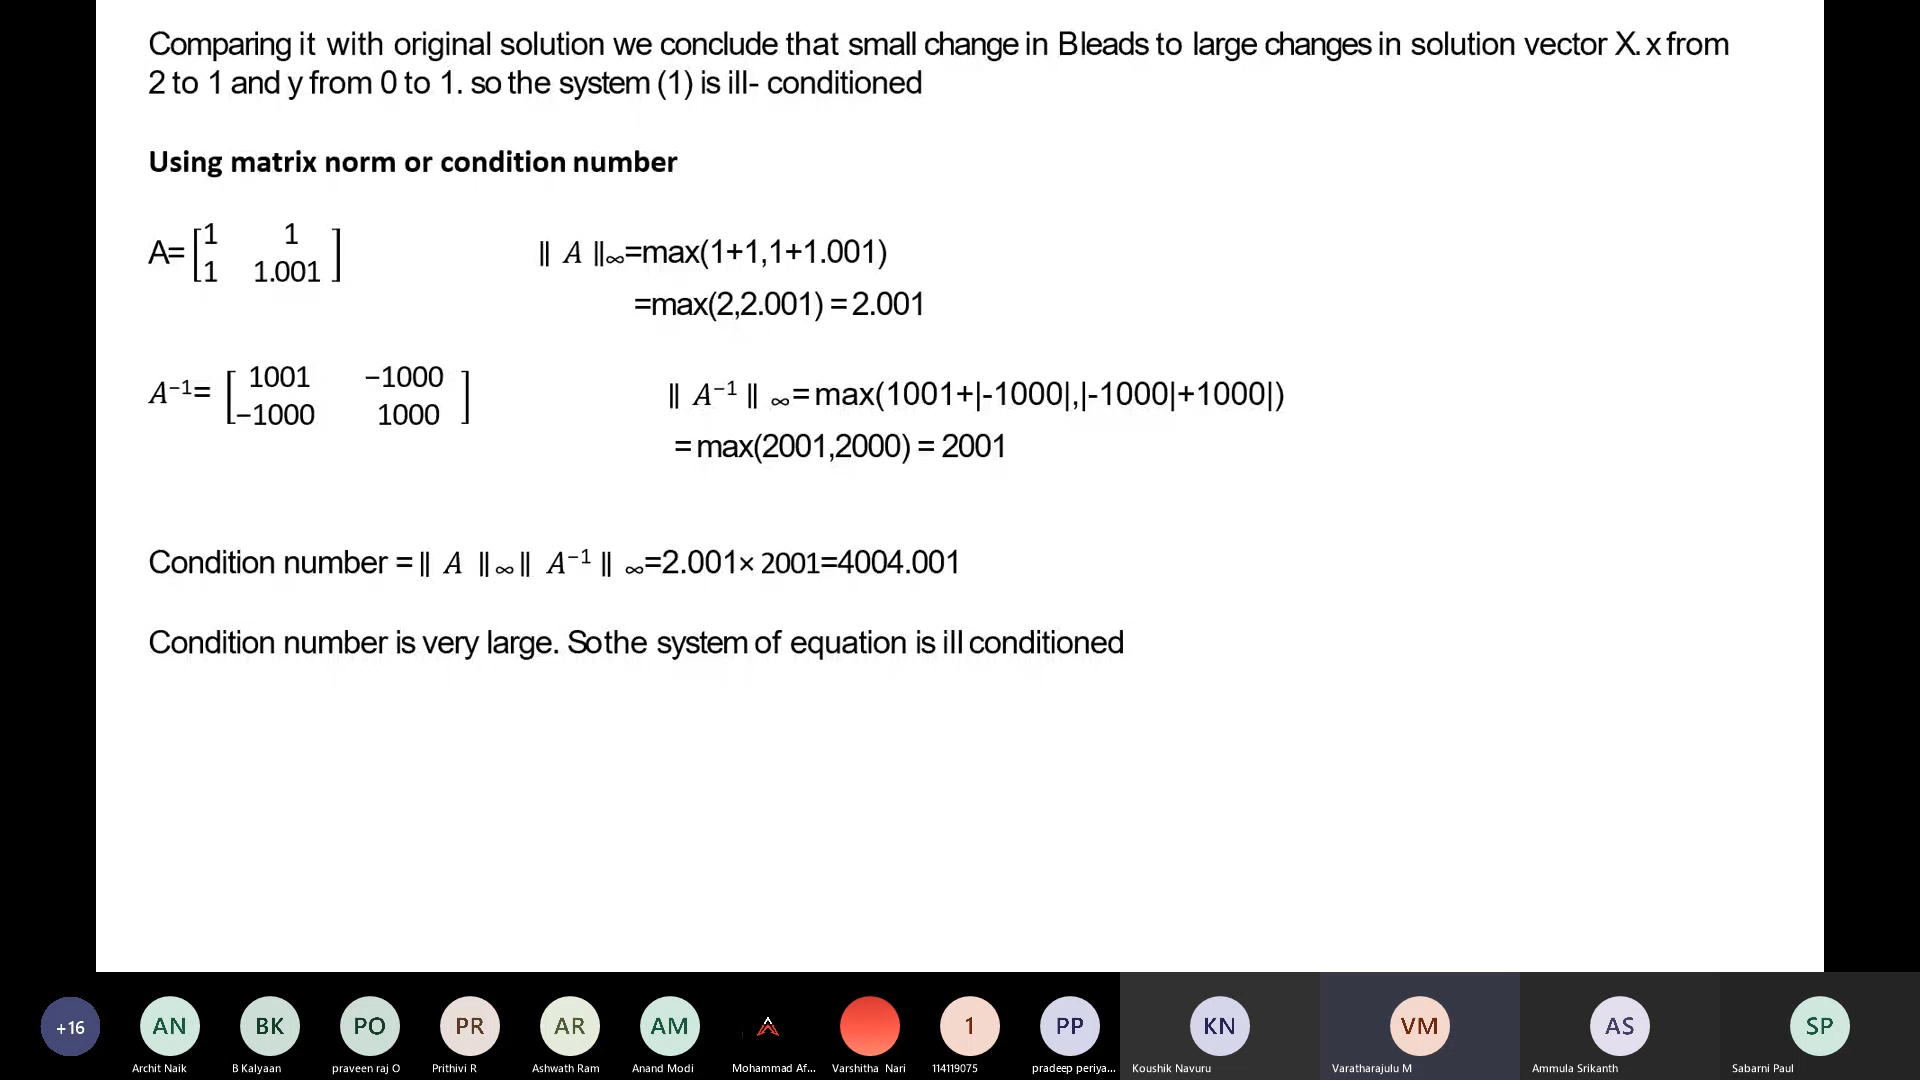 Comparing it with original solution we conclude that small change in B leads to large changes in solution vector X. x from
2 to 1 and y from 0 to 1. so the system (1) is ill- conditioned
Using matrix norm or condition number
A= [1 1
1 1.001] ‖ A ‖∞=max(1+1,1+1.001)
=max(2,2.001) = 2.001
A⁻¹= [1001 −1000
−1000 1000] ‖ A⁻¹ ‖ ∞= max(1001+|-1000|,|-1000|+1000|)
= max(2001,2000) = 2001
Condition number = ‖ A ‖∞‖ A⁻¹ ‖ ∞=2.001× 2001=4004.001
Condition number is very large. So the system of equation is ill conditioned
+16 AN BK PO PR AR AM 1 PP KN VM AS SP
Archit Naik B Kalyaan praveen raj O Prithivi R Ashwath Ram Anand Modi Mohammad Af... Varshitha Nari 114119075 pradeep periya... Koushik Navuru Varatharajulu M Ammula Srikanth Sabarni Paul